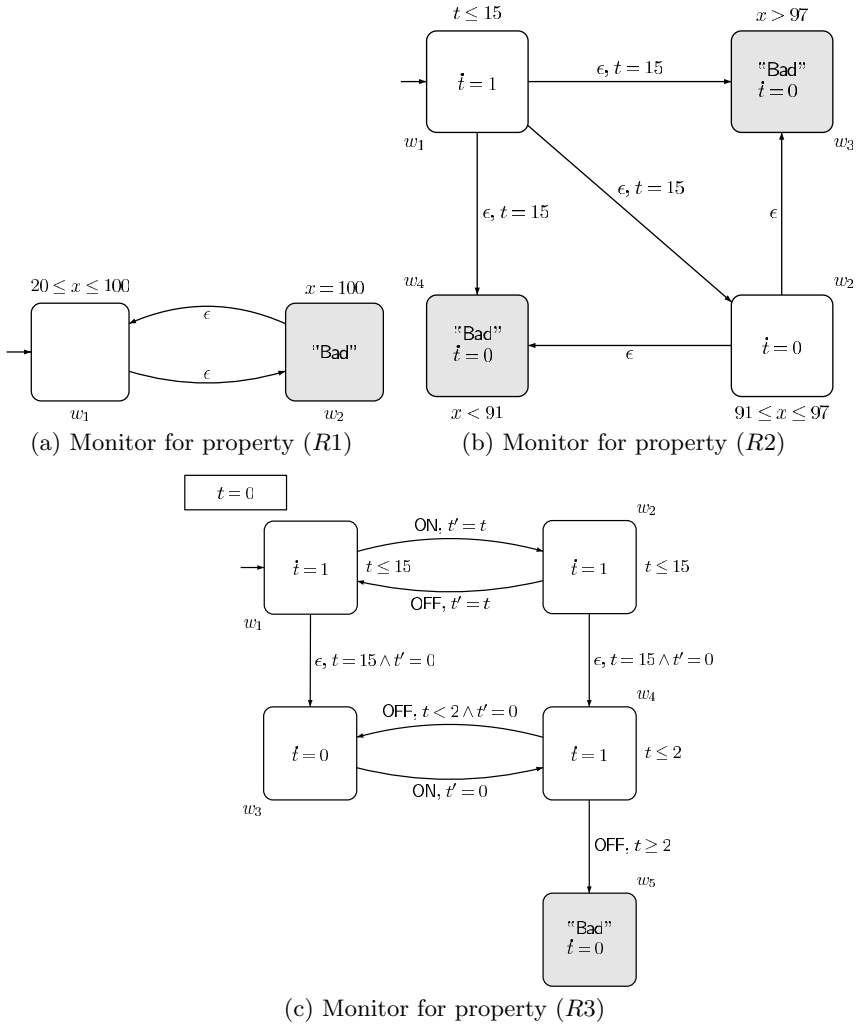 20 ≤ x ≤ 100
x = 100
ϵ
ϵ
"Bad"
w₁
w₂
(a) Monitor for property (R1)
t ≤ 15
x > 97
ṫ = 1
ϵ, t = 15
"Bad"
ṫ = 0
w₁
w₃
ϵ, t = 15
ϵ, t = 15
ϵ
w₄
w₂
"Bad"
ṫ = 0
ϵ
ṫ = 0
x < 91
91 ≤ x ≤ 97
(b) Monitor for property (R2)
t = 0
w₂
ON, t′ = t
ṫ = 1
t ≤ 15
ṫ = 1
t ≤ 15
OFF, t′ = t
w₁
ϵ, t = 15 ∧ t′ = 0
ϵ, t = 15 ∧ t′ = 0
w₄
OFF, t < 2 ∧ t′ = 0
ṫ = 0
ṫ = 1
t ≤ 2
ON, t′ = 0
w₃
OFF, t ≥ 2
w₅
"Bad"
ṫ = 0
(c) Monitor for property (R3)